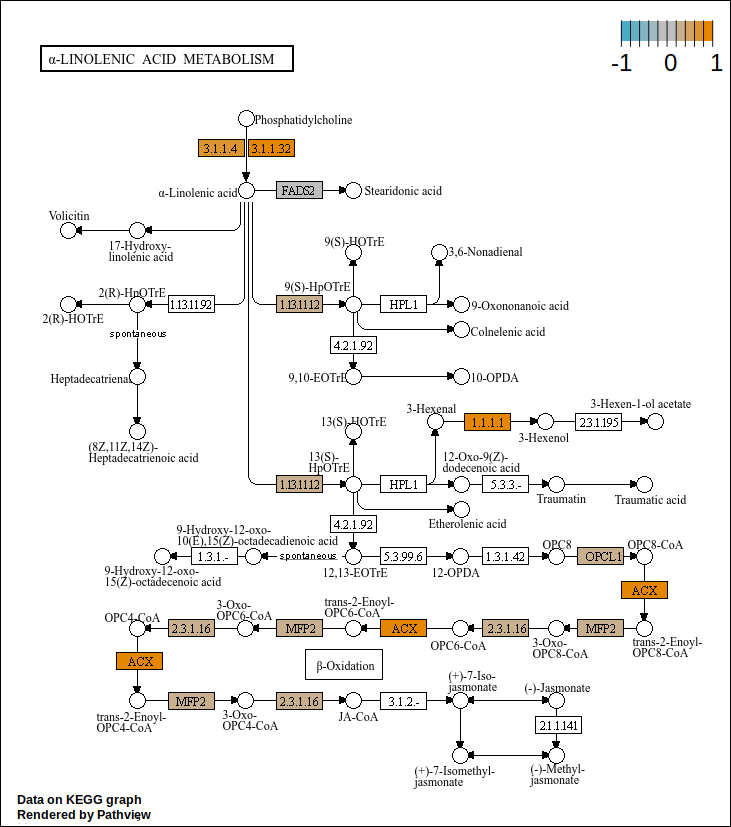 -1 0 1
α-LINOLENIC ACID METABOLISM
Phosphatidylcholine
3.1.1.4 3.1.1.32
α-Linolenic acid FADS2 Stearidonic acid
Volicitin
17-Hydroxy-
linolenic acid
9(S)-HOTrE
3,6-Nonadienal
2(R)-HpOTrE
1.13.11.92
9(S)-HpOTrE
1.13.11.12
HPL1
9-Oxononanoic acid
2(R)-HOTrE
spontaneous
Colnelenic acid
4.2.1.92
Heptadecatrienal
9,10-EOTrE
10-OPDA
(8Z,11Z,14Z)-
Heptadecatrienoic acid
13(S)-HOTrE
3-Hexenal
1.1.1.1
3-Hexenol
2.3.1.195
3-Hexen-1-ol acetate
13(S)-
HpOTrE
1.13.11.12
HPL1
12-Oxo-9(Z)-
dodecenoic acid
5.3.3.-
Traumatin
Traumatic acid
Etherolenic acid
4.2.1.92
9-Hydroxy-12-oxo-
10(E),15(Z)-octadecadienoic acid
1.3.1.-
spontaneous
9-Hydroxy-12-oxo-
15(Z)-octadecenoic acid
12,13-EOTrE
5.3.99.6
12-OPDA
1.3.1.42
OPC8
OPCL1
OPC8-CoA
ACX
OPC4-CoA
2.3.1.16
3-Oxo-
OPC6-CoA
MFP2
trans-2-Enoyl-
OPC6-CoA
ACX
OPC6-CoA
2.3.1.16
3-Oxo-
OPC8-CoA
MFP2
trans-2-Enoyl-
OPC8-CoA
ACX
β-Oxidation
trans-2-Enoyl-
OPC4-CoA
MFP2
3-Oxo-
OPC4-CoA
2.3.1.16
JA-CoA
3.1.2.-
(+)-7-Iso-
jasmonate
(-)-Jasmonate
2.1.1.141
(+)-7-Isomethyl-
jasmonate
(-)-Methyl-
jasmonate
Data on KEGG graph
Rendered by Pathview